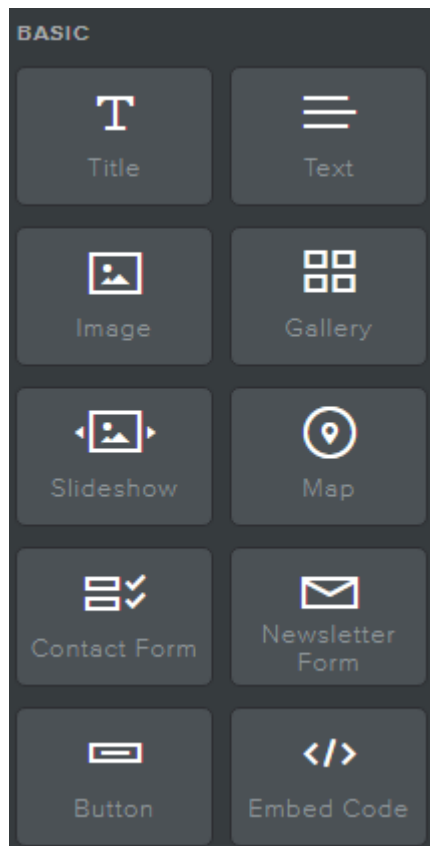 BASIC
Title
Text
Image
Gallery
Slideshow
Map
Contact Form
Newsletter
Form
Button
Embed Code